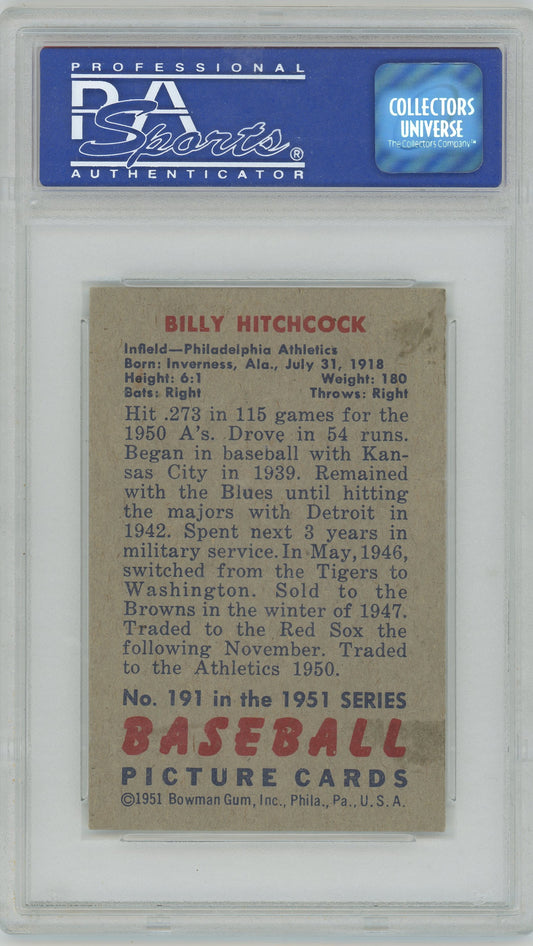 PROFESSIONAL
PSA
Sports®
AUTHENTICATOR
COLLECTORS
UNIVERSE
The Collectors Company™
BILLY HITCHCOCK
Infield—Philadelphia Athletics
Born: Inverness, Ala., July 31, 1918
Height: 6:1 Weight: 180
Bats: Right Throws: Right
Hit .273 in 115 games for the
1950 A's. Drove in 54 runs.
Began in baseball with Kan-
sas City in 1939. Remained
with the Blues until hitting
the majors with Detroit in
1942. Spent next 3 years in
military service. In May, 1946,
switched from the Tigers to
Washington. Sold to the
Browns in the winter of 1947.
Traded to the Red Sox the
following November. Traded
to the Athletics 1950.
No. 191 in the 1951 SERIES
BASEBALL
PICTURE CARDS
©1951 Bowman Gum, Inc., Phila., Pa., U.S.A.